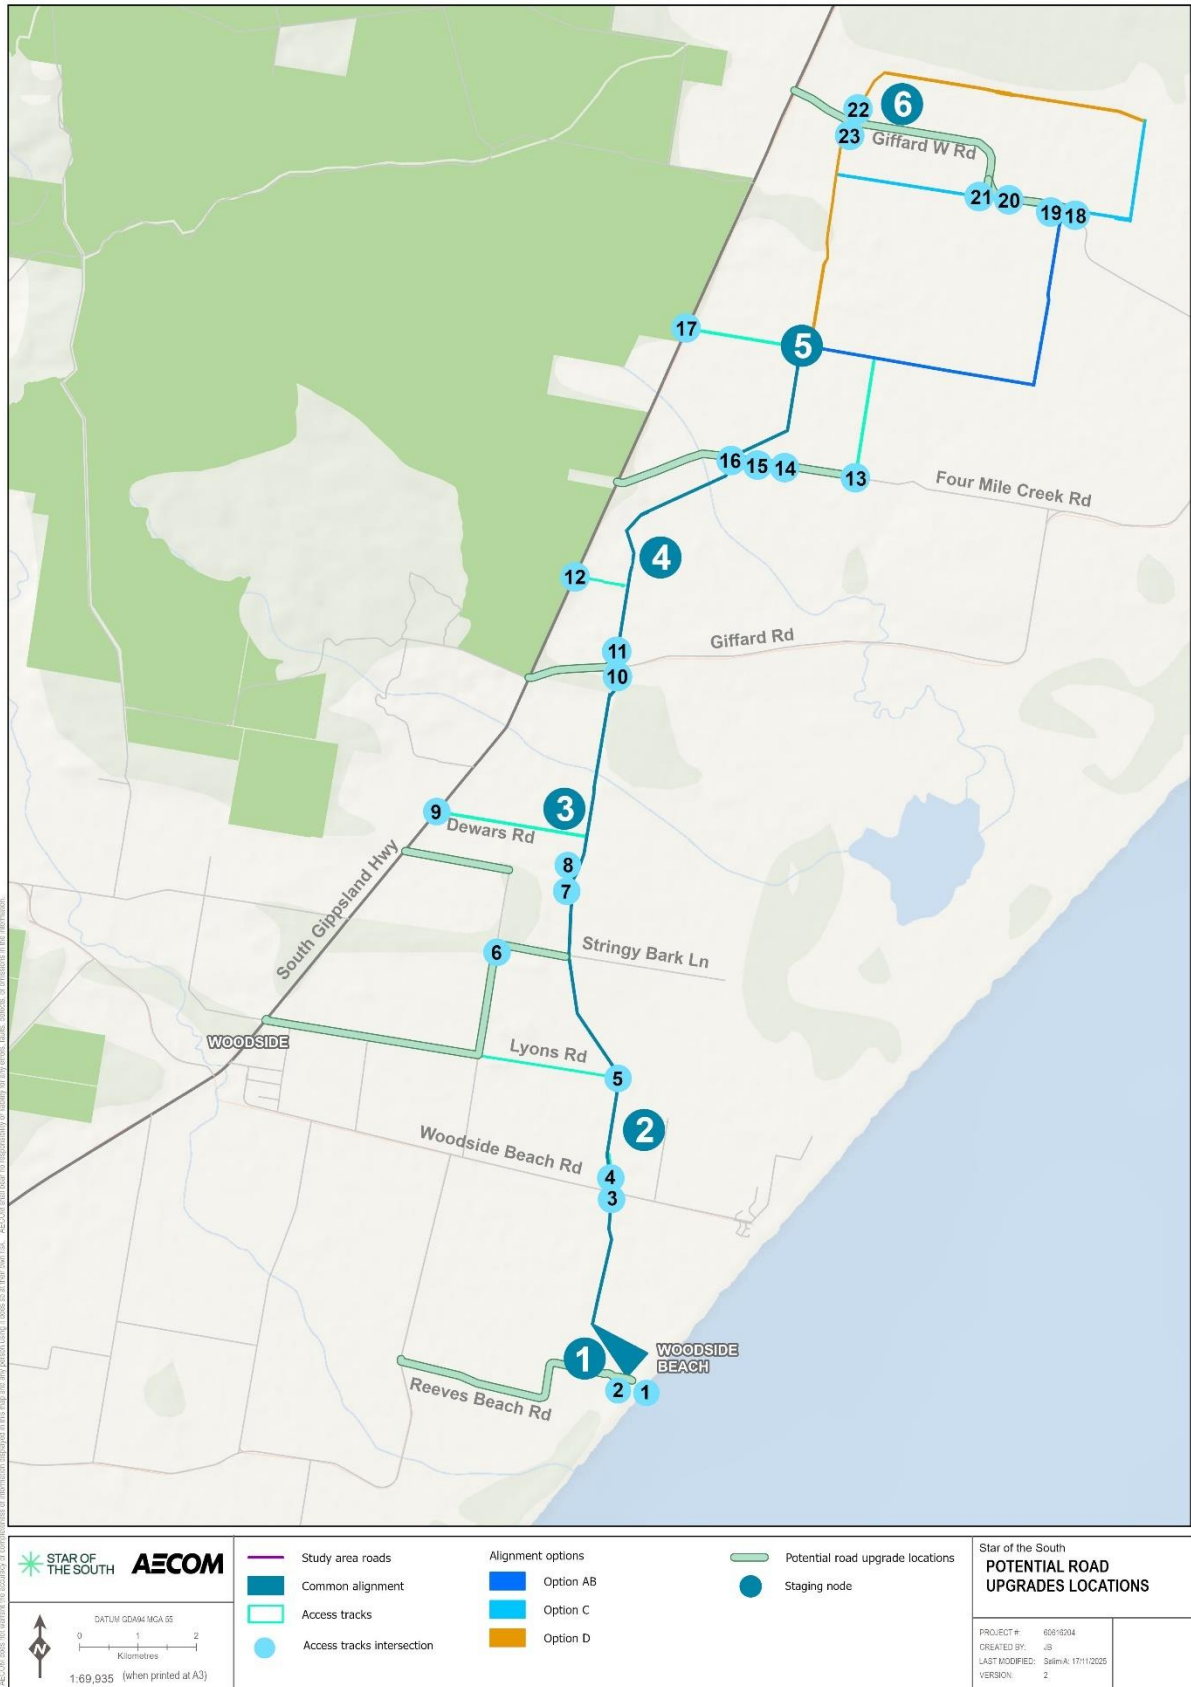 22
6
23
Giffard W Rd
21
20
19
18
17
5
16
15
14
13
Four Mile Creek Rd
4
12
11
Giffard Rd
10
3
9
Dewars Rd
8
7
South Gippsland Hwy
6
Stringy Bark Ln
WOODSIDE
Lyons Rd
5
2
Woodside Beach Rd
4
3
1
WOODSIDE
BEACH
2
1
Reeves Beach Rd
STAR OF
THE SOUTH
AECOM
DATUM GDA94 MGA 55
0 1 2
Kilometres
N
1:69,935 (when printed at A3)
Study area roads
Common alignment
Access tracks
Access tracks intersection
Alignment options
Option AB
Option C
Option D
Potential road upgrade locations
Staging node
Star of the South
POTENTIAL ROAD
UPGRADES LOCATIONS
PROJECT #: 60616204
CREATED BY: JB
LAST MODIFIED: SalimiA: 17/11/2025
VERSION: 2